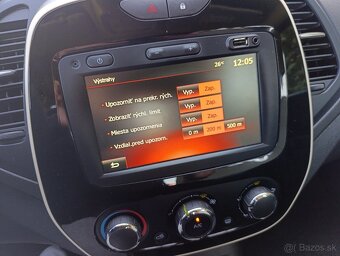 26° 12:05
Výstrahy
- Upozorniť na prekr. rých. Vyp. Zap.
- Zobraziť rýchl. limit Vyp. Zap.
- Miesta upozornenia Vyp. Zap.
- Vzdial.pred upozorn. 0 m 200 m 500 m
© Bazos.sk